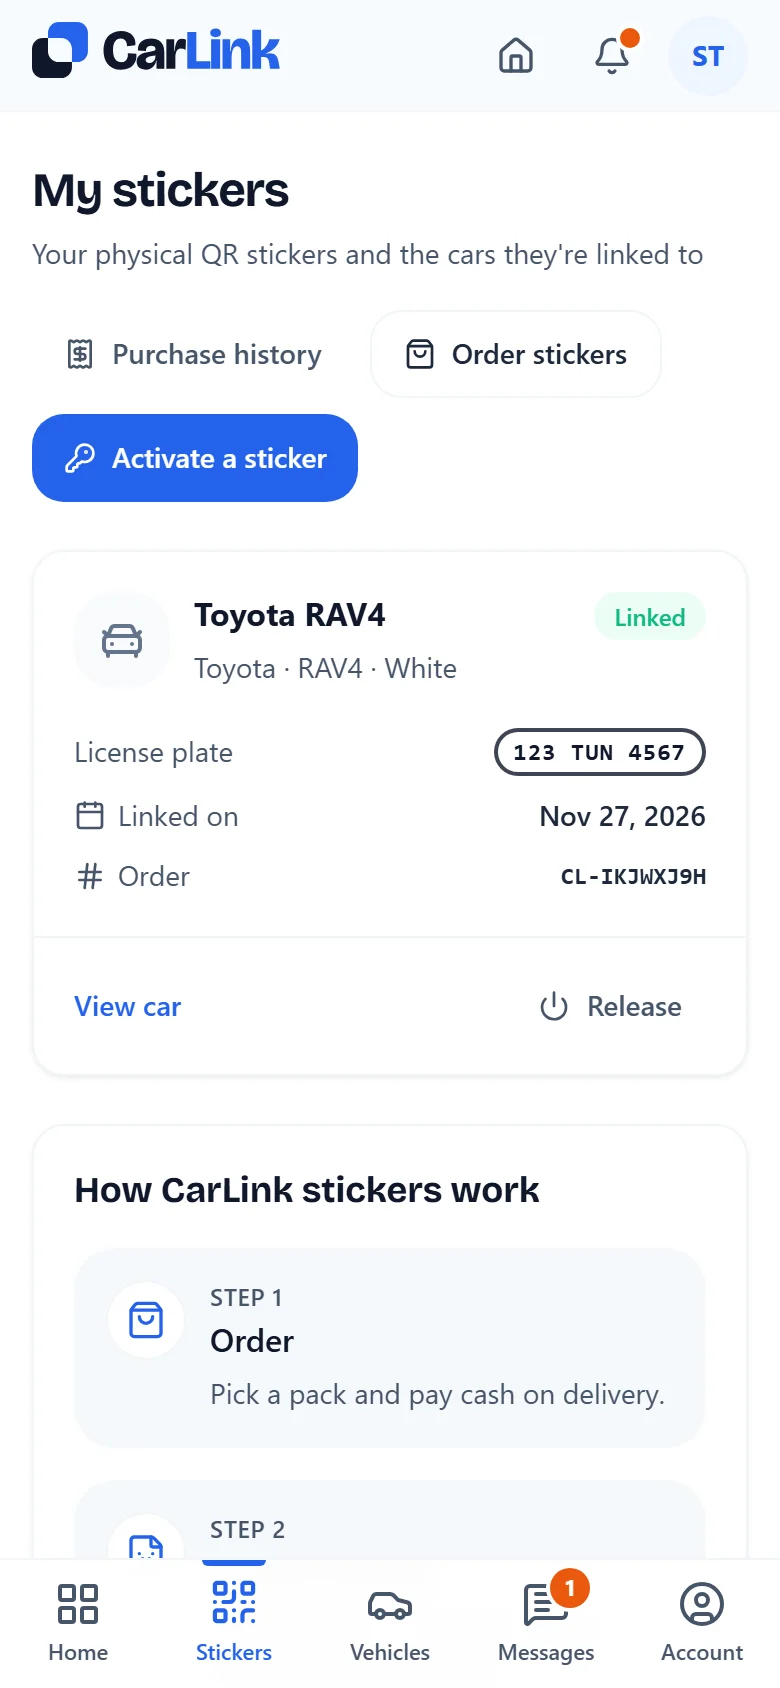 CarLink
ST
My stickers
Your physical QR stickers and the cars they're linked to
Purchase history
Order stickers
Activate a sticker
Toyota RAV4
Linked
Toyota · RAV4 · White
License plate
123 TUN 4567
Linked on
Nov 27, 2026
Order
CL-IKJWXJ9H
View car
Release
How CarLink stickers work
STEP 1
Order
Pick a pack and pay cash on delivery.
STEP 2
1
Home
Stickers
Vehicles
Messages
Account